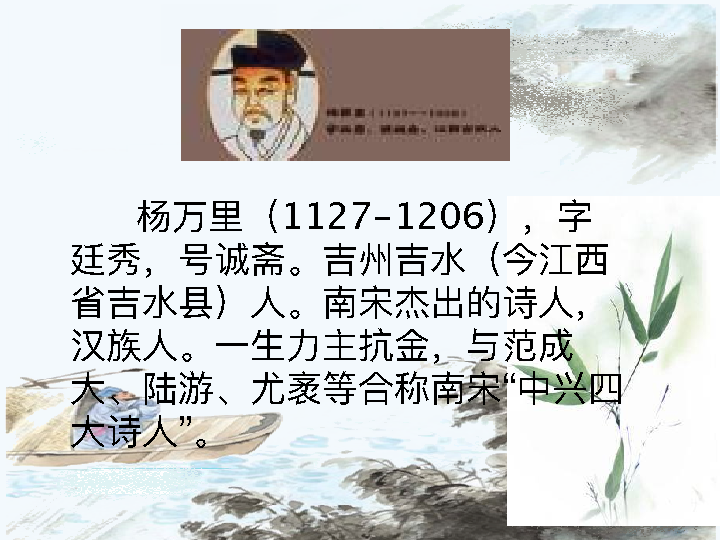 杨万里（1127-1206），字
廷秀，号诚斋。吉州吉水（今江西
省吉水县）人。南宋杰出的诗人，
汉族人。一生力主抗金，与范成
大、陆游、尤袤等合称南宋“中兴四
大诗人”。